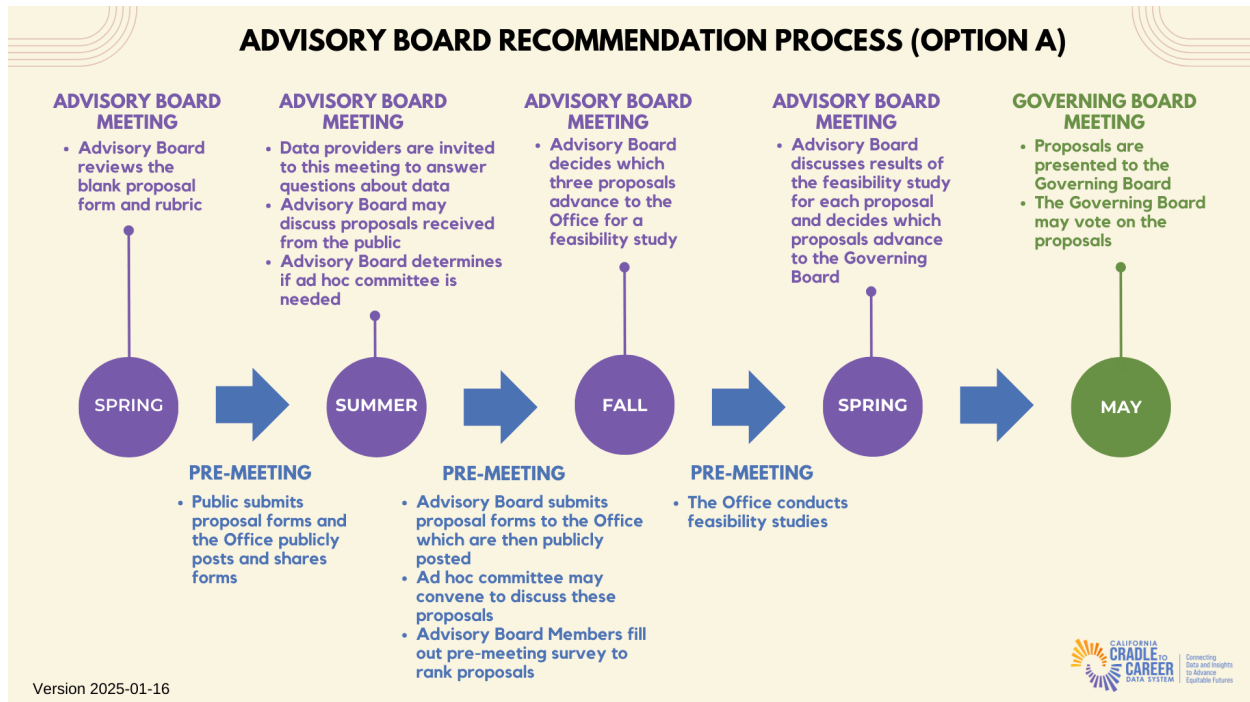 ADVISORY BOARD RECOMMENDATION PROCESS (OPTION A)
ADVISORY BOARD
MEETING
• Advisory Board
reviews the
blank proposal
form and rubric
ADVISORY BOARD
MEETING
• Data providers are invited
to this meeting to answer
questions about data
• Advisory Board may
discuss proposals received
from the public
• Advisory Board determines
if ad hoc committee is
needed
ADVISORY BOARD
MEETING
• Advisory Board
decides which
three proposals
advance to the
Office for a
feasibility study
ADVISORY BOARD
MEETING
• Advisory Board
discusses results of
the feasibility study
for each proposal
and decides which
proposals advance
to the Governing
Board
GOVERNING BOARD
MEETING
• Proposals are
presented to the
Governing Board
• The Governing Board
may vote on the
proposals
SPRING
SUMMER
FALL
SPRING
MAY
PRE-MEETING
• Public submits
proposal forms and
the Office publicly
posts and shares
forms
PRE-MEETING
• Advisory Board submits
proposal forms to the Office
which are then publicly
posted
• Ad hoc committee may
convene to discuss these
proposals
• Advisory Board Members fill
out pre-meeting survey to
rank proposals
PRE-MEETING
• The Office conducts
feasibility studies
Version 2025-01-16
CALIFORNIA
CRADLE TO
CAREER
DATA SYSTEM
Connecting
Data and Insights
to Advance
Equitable Futures